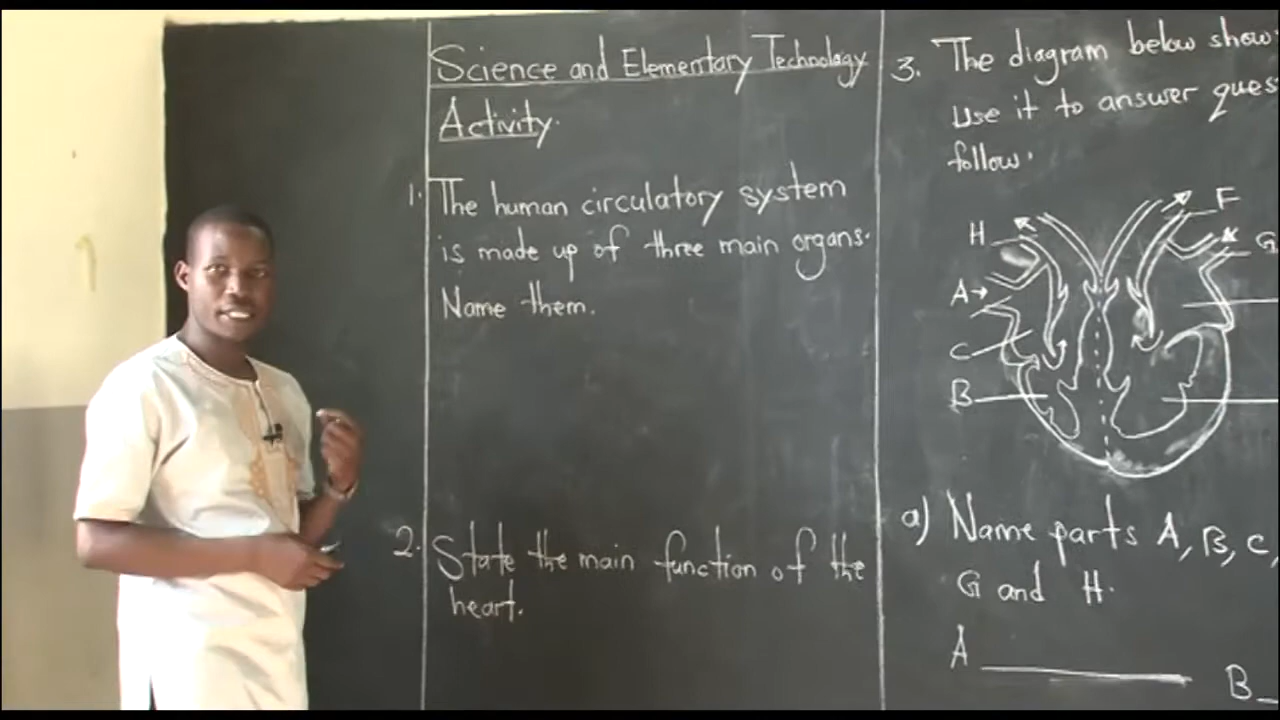 Science and Elementary Technology
Activity.
1. The human circulatory system
is made up of three main organs.
Name them.
2. State the main function of the
heart.
3. The diagram below show
Use it to answer ques
follow.
F
H
G
A
C
B
a) Name parts A, B, C,
G and H.
A
B